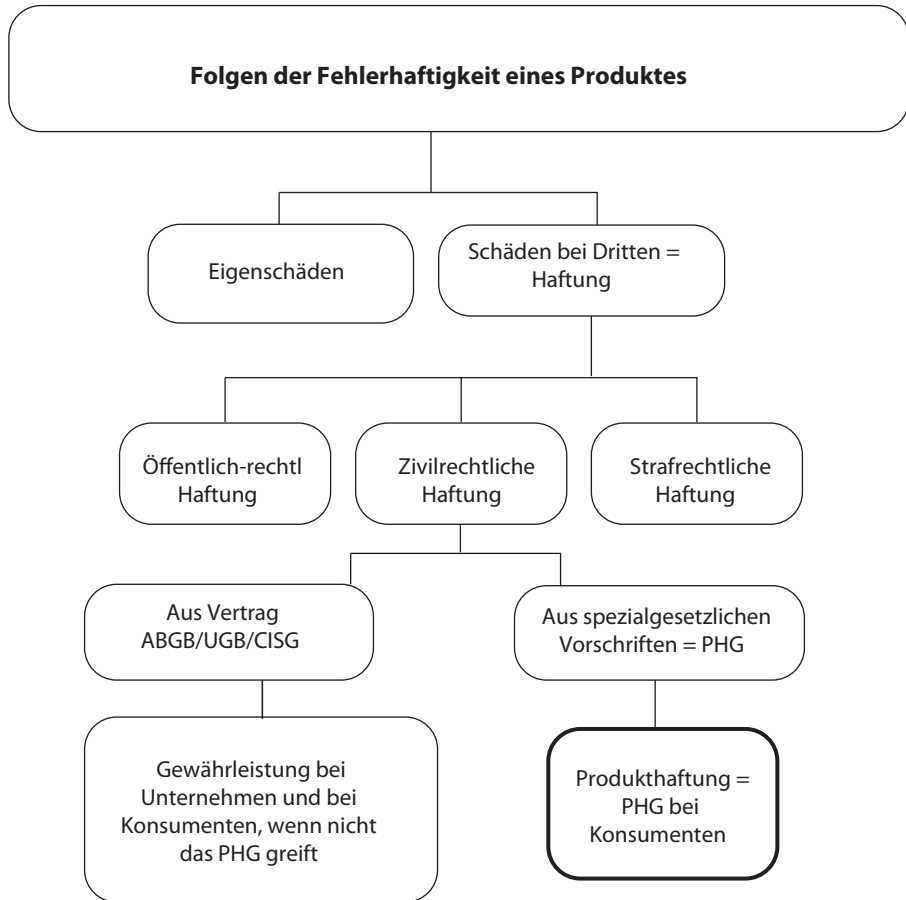 Folgen der Fehlerhaftigkeit eines Produktes
Eigenschäden
Schäden bei Dritten =
Haftung
Öffentlich-rechtl
Haftung
Zivilrechtliche
Haftung
Strafrechtliche
Haftung
Aus Vertrag
ABGB/UGB/CISG
Aus spezialgesetzlichen
Vorschriften = PHG
Gewährleistung bei
Unternehmen und bei
Konsumenten, wenn nicht
das PHG greift
Produkthaftung =
PHG bei
Konsumenten